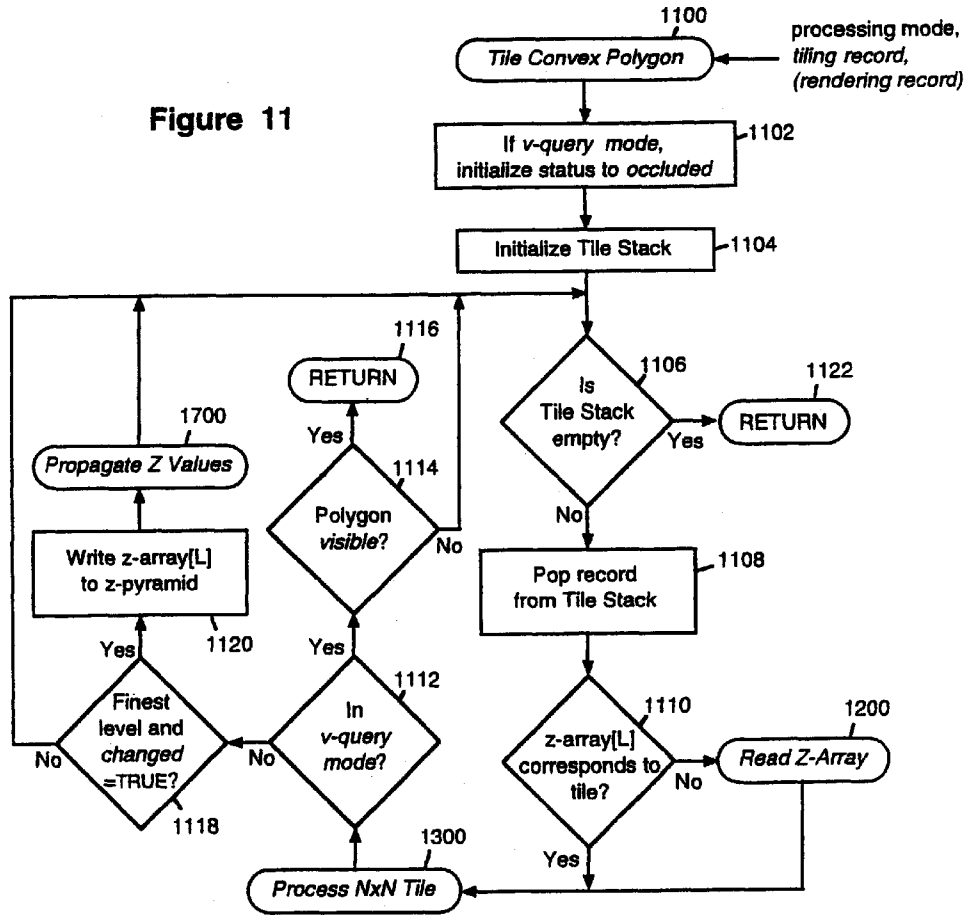 1100
Tile Convex Polygon
processing mode,
tiling record,
(rendering record)
Figure 11
If v-query mode,
initialize status to occluded
1102
Initialize Tile Stack
1104
1116
RETURN
1106
Is
Tile Stack
empty?
Yes
No
1122
RETURN
1700
Propagate Z Values
Yes
1114
Polygon
visible?
No
Write z-array[L]
to z-pyramid
1120
Pop record
from Tile Stack
1108
Yes
Yes
1112
In
v-query
mode?
No
Finest
level and
changed
=TRUE?
No
1118
1110
z-array[L]
corresponds to
tile?
No
Yes
1200
Read Z-Array
1300
Process NxN Tile